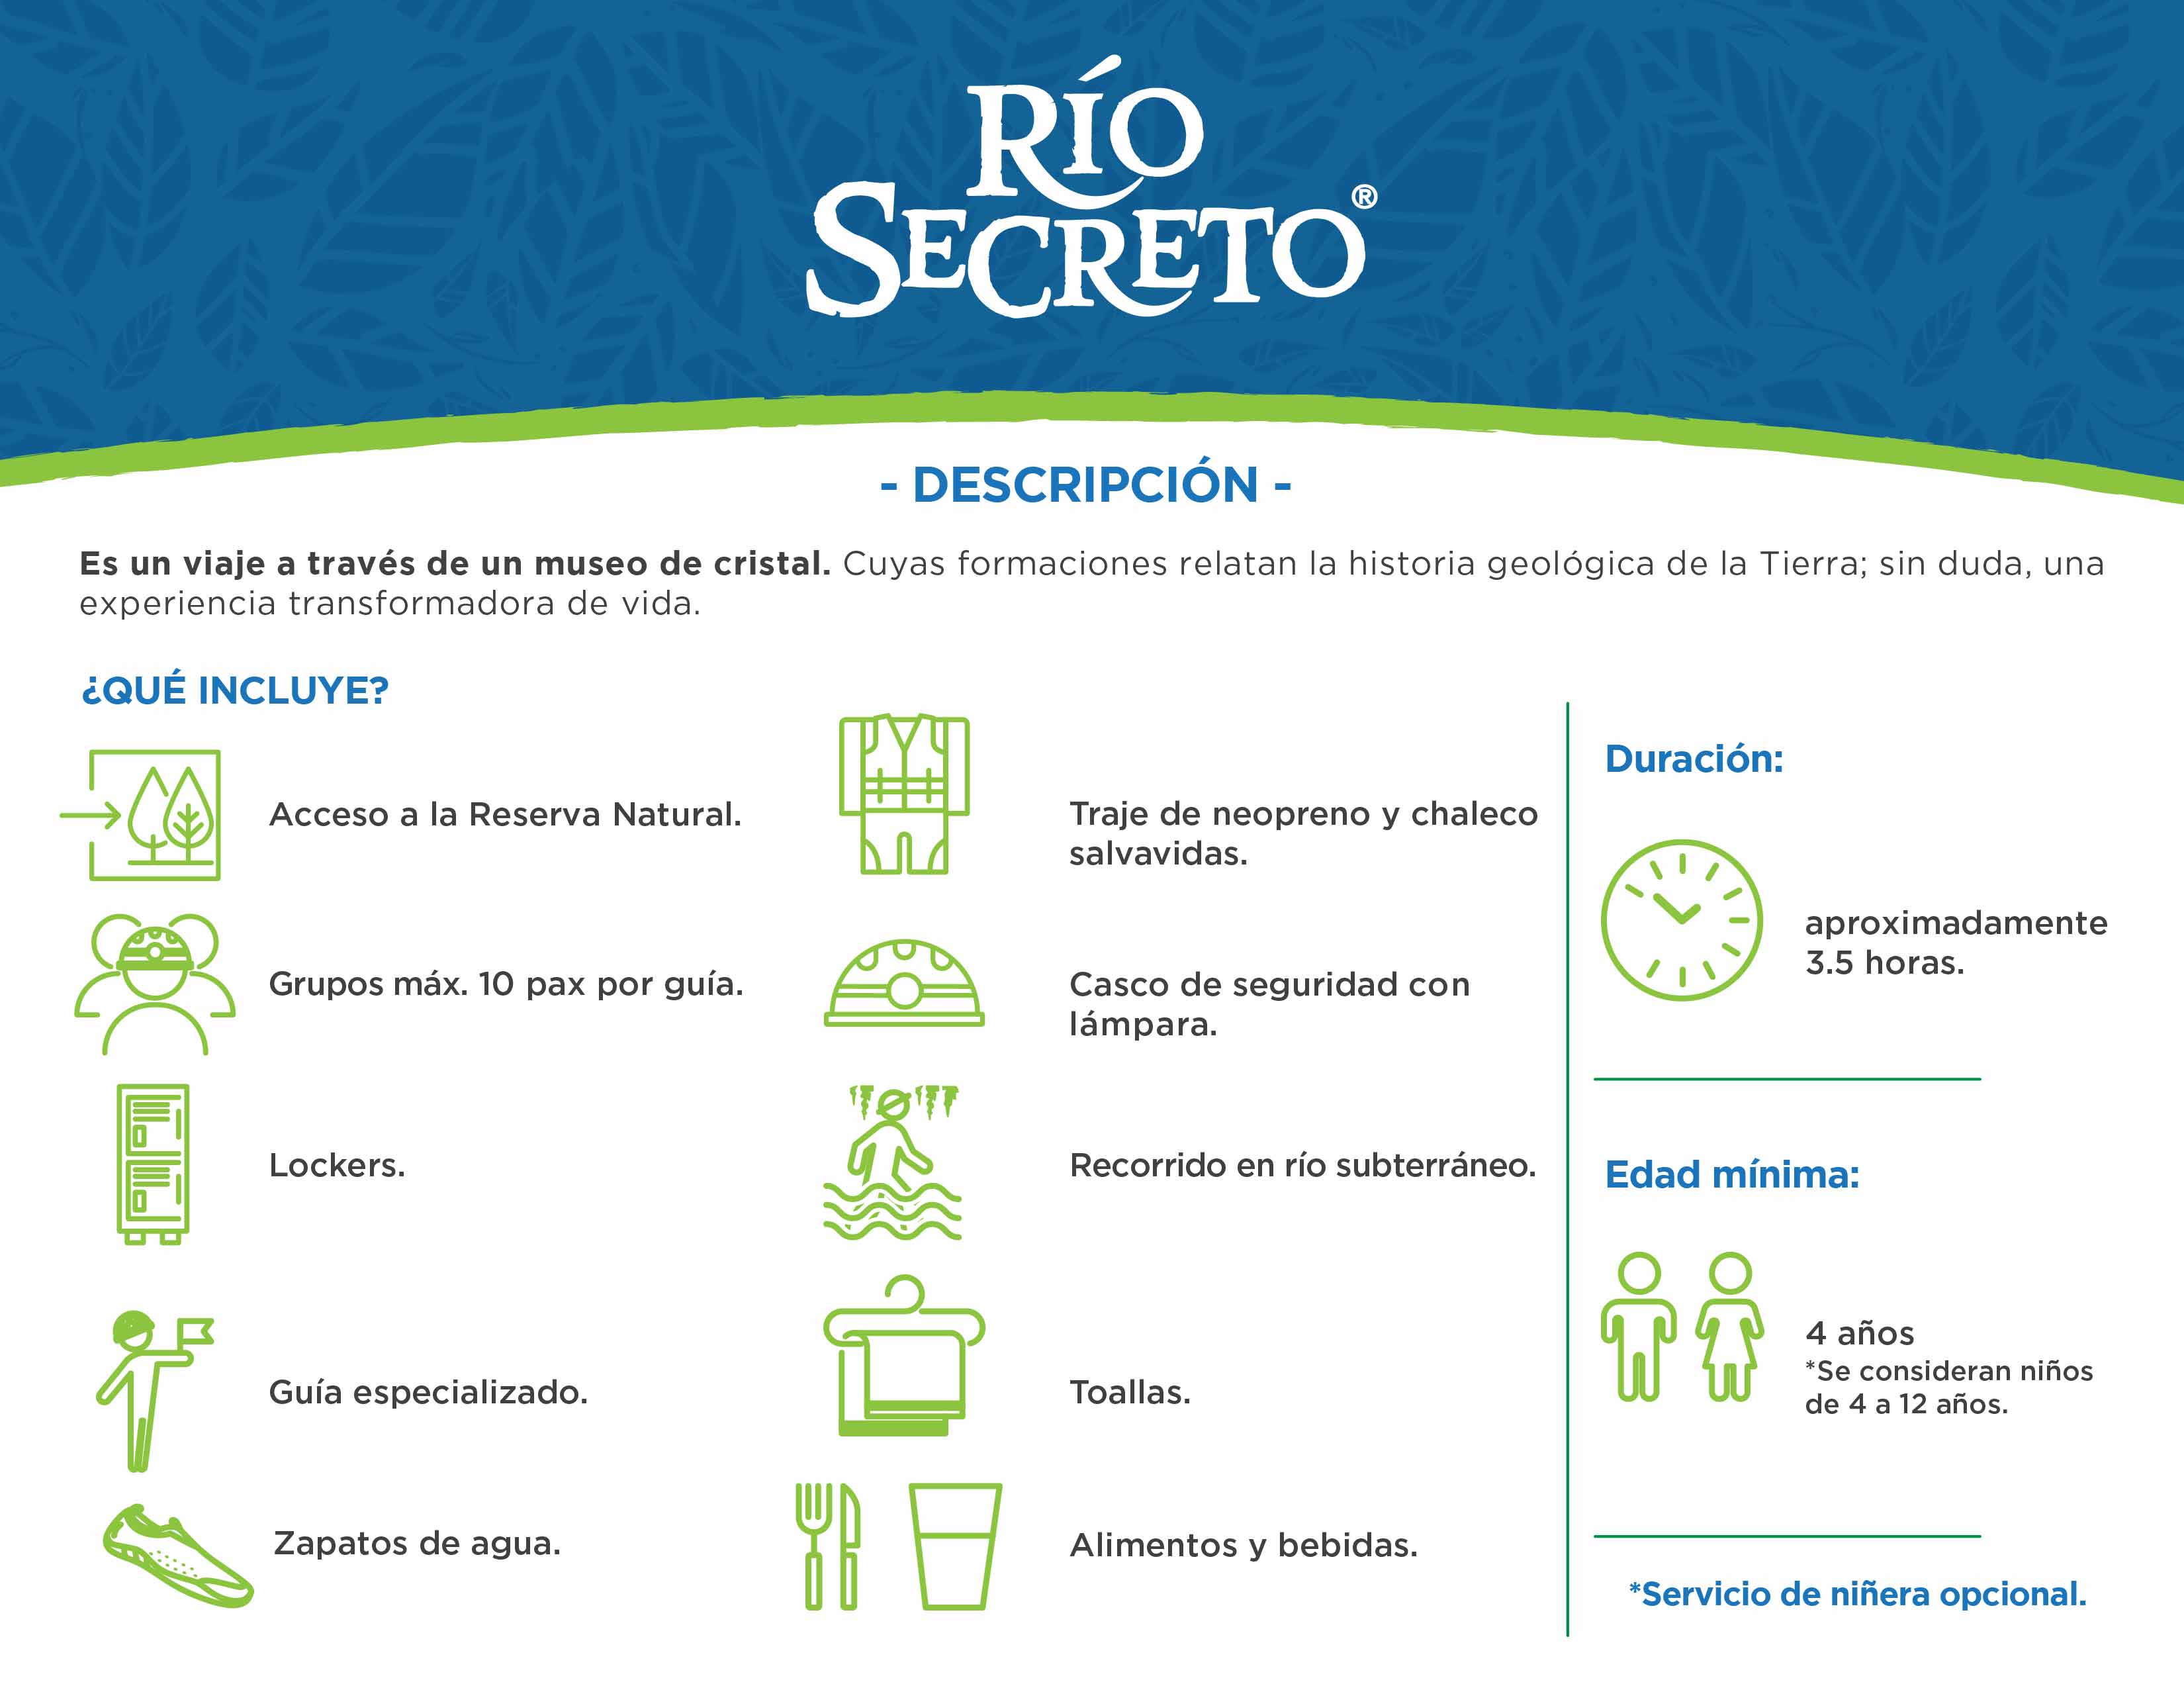 RÍO
SECRETO®
- DESCRIPCIÓN -
Es un viaje a través de un museo de cristal. Cuyas formaciones relatan la historia geológica de la Tierra; sin duda, una
experiencia transformadora de vida.
¿QUÉ INCLUYE?
Acceso a la Reserva Natural.
Grupos máx. 10 pax por guía.
Lockers.
Guía especializado.
Zapatos de agua.
Traje de neopreno y chaleco
salvavidas.
Casco de seguridad con
lámpara.
Recorrido en río subterráneo.
Toallas.
Alimentos y bebidas.
Duración:
aproximadamente
3.5 horas.
Edad mínima:
4 años
*Se consideran niños
de 4 a 12 años.
*Servicio de niñera opcional.